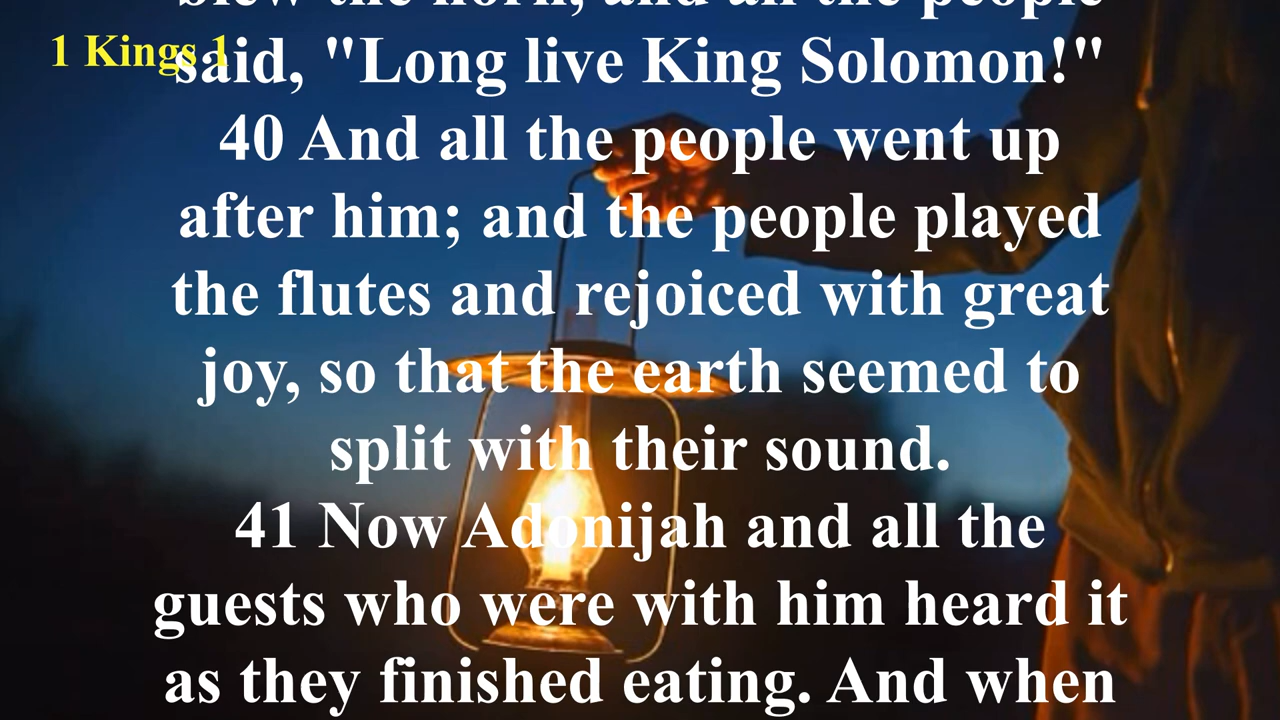 blew the horn, and all the people
1 Kings 1
said, "Long live King Solomon!"
40 And all the people went up
after him; and the people played
the flutes and rejoiced with great
joy, so that the earth seemed to
split with their sound.
41 Now Adonijah and all the
guests who were with him heard it
as they finished eating. And when